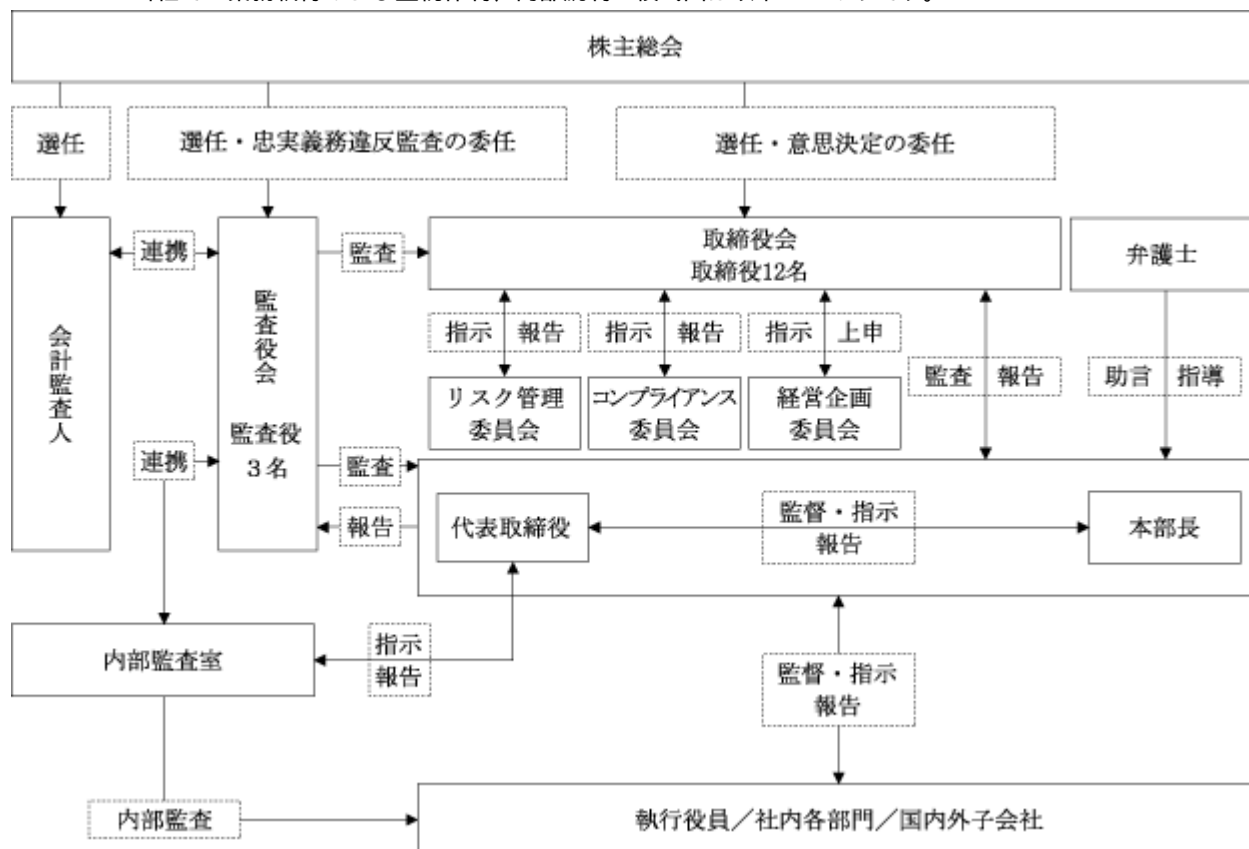 株主総会
選任
選任・忠実義務違反監査の委任
選任・意思決定の委任
会計監査人
連携
監査役会
監査役
3名
監査
取締役会
取締役12名
弁護士
指示 報告
指示 報告
指示 上申
監査 報告
助言 指導
リスク管理
委員会
コンプライアンス
委員会
経営企画
委員会
連携
監査
報告
代表取締役
監督・指示
報告
本部長
内部監査室
指示
報告
監督・指示
報告
内部監査
執行役員／社内各部門／国内外子会社